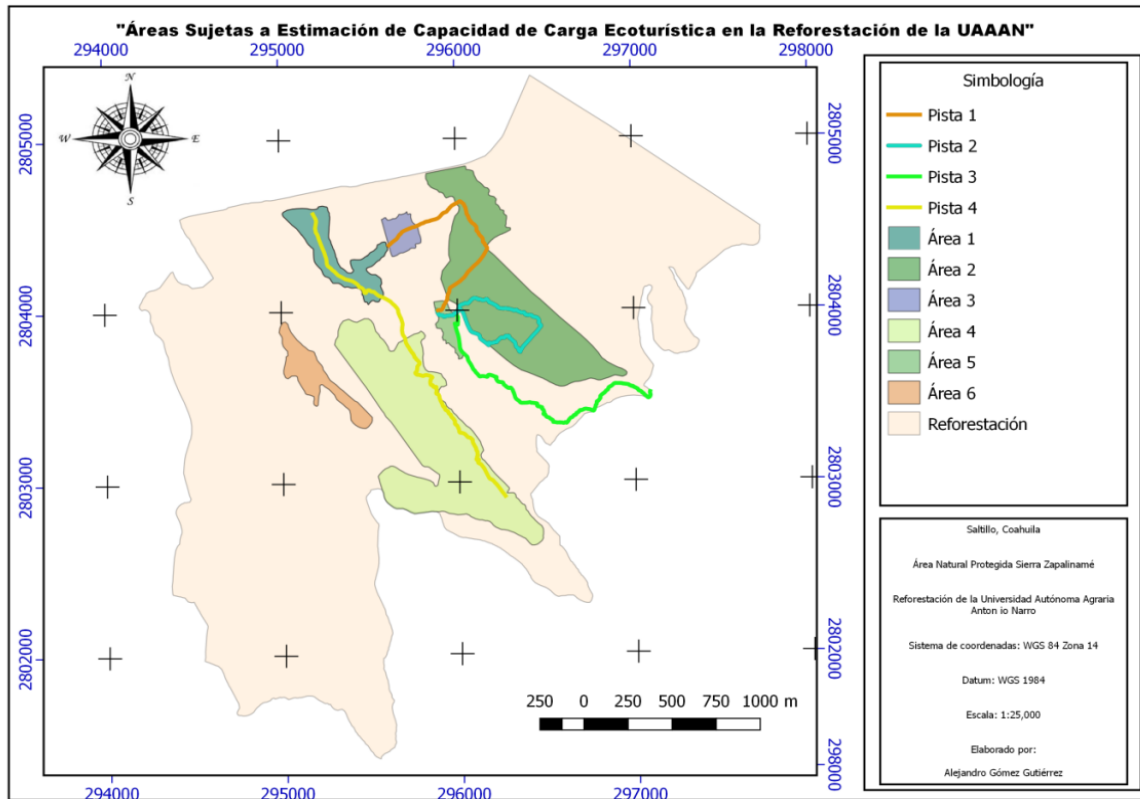 "Áreas Sujetas a Estimación de Capacidad de Carga Ecoturística en la Reforestación de la UAAAN"
294000 295000 296000 297000 298000
N
W E
S
2805000
2804000
2803000
2802000
2805000
2804000
2803000
2802000
298000
250 0 250 500 750 1000 m
294000 295000 296000 297000
Simbología
Pista 1
Pista 2
Pista 3
Pista 4
Área 1
Área 2
Área 3
Área 4
Área 5
Área 6
Reforestación
Saltillo, Coahuila
Área Natural Protegida Sierra Zapalinamé
Reforestación de la Universidad Autónoma Agraria
Anton io Narro
Sistema de coordenadas: WGS 84 Zona 14
Datum: WGS 1984
Escala: 1:25,000
Elaborado por:
Alejandro Gómez Gutiérrez